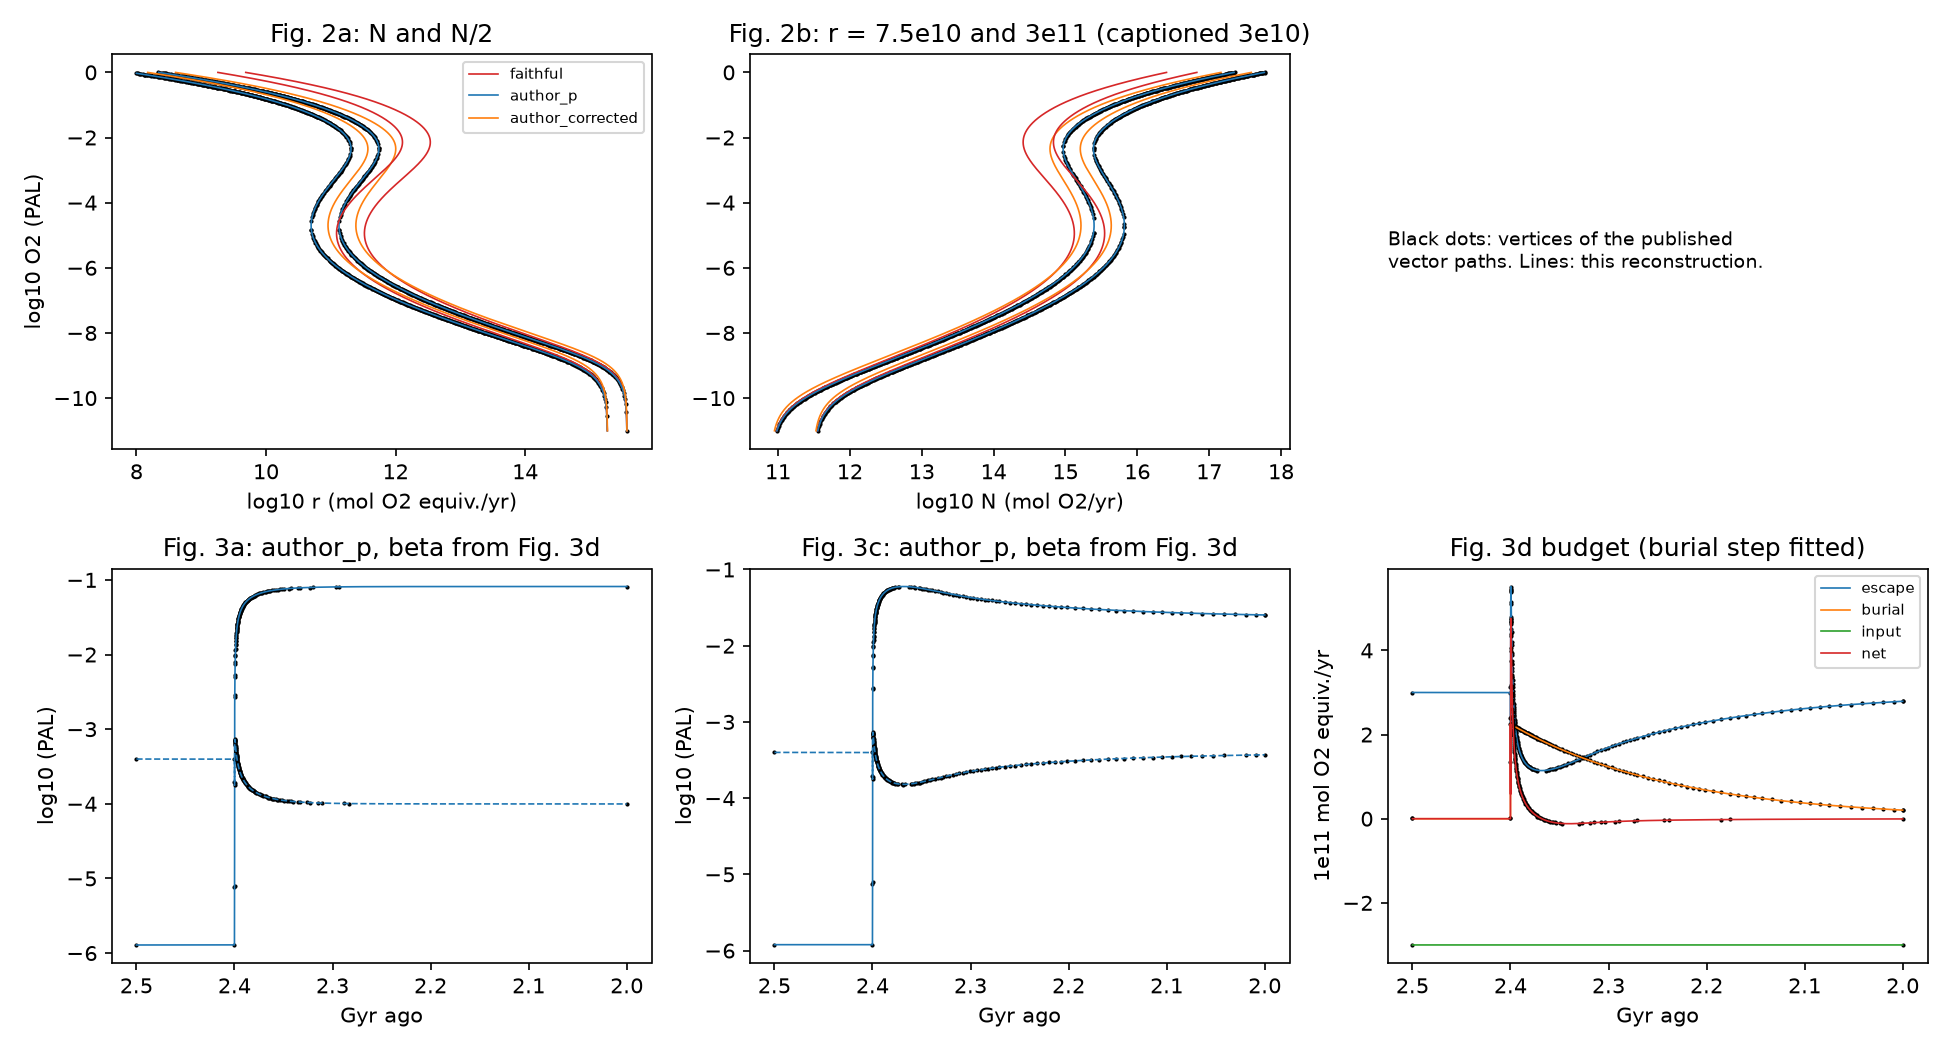 Fig. 2a: N and N/2
Fig. 2b: r = 7.5e10 and 3e11 (captioned 3e10)
faithful
author_p
author_corrected
log10 O2 (PAL)
0
−2
−4
−6
−8
−10
8
10
12
14
log10 r (mol O2 equiv./yr)
0
−2
−4
−6
−8
−10
11
12
13
14
15
16
17
18
log10 N (mol O2/yr)
Black dots: vertices of the published
vector paths. Lines: this reconstruction.
Fig. 3a: author_p, beta from Fig. 3d
log10 (PAL)
−1
−2
−3
−4
−5
−6
2.5
2.4
2.3
2.2
2.1
2.0
Gyr ago
Fig. 3c: author_p, beta from Fig. 3d
log10 (PAL)
−1
−2
−3
−4
−5
−6
2.5
2.4
2.3
2.2
2.1
2.0
Gyr ago
Fig. 3d budget (burial step fitted)
escape
burial
input
net
1e11 mol O2 equiv./yr
4
2
0
−2
2.5
2.4
2.3
2.2
2.1
2.0
Gyr ago